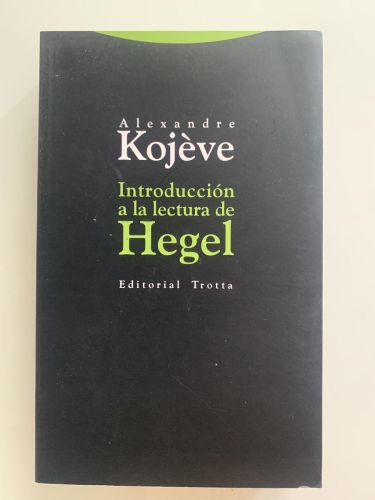 Alexandre
Kojève
Introducción
a la lectura de
Hegel
Editorial Trotta